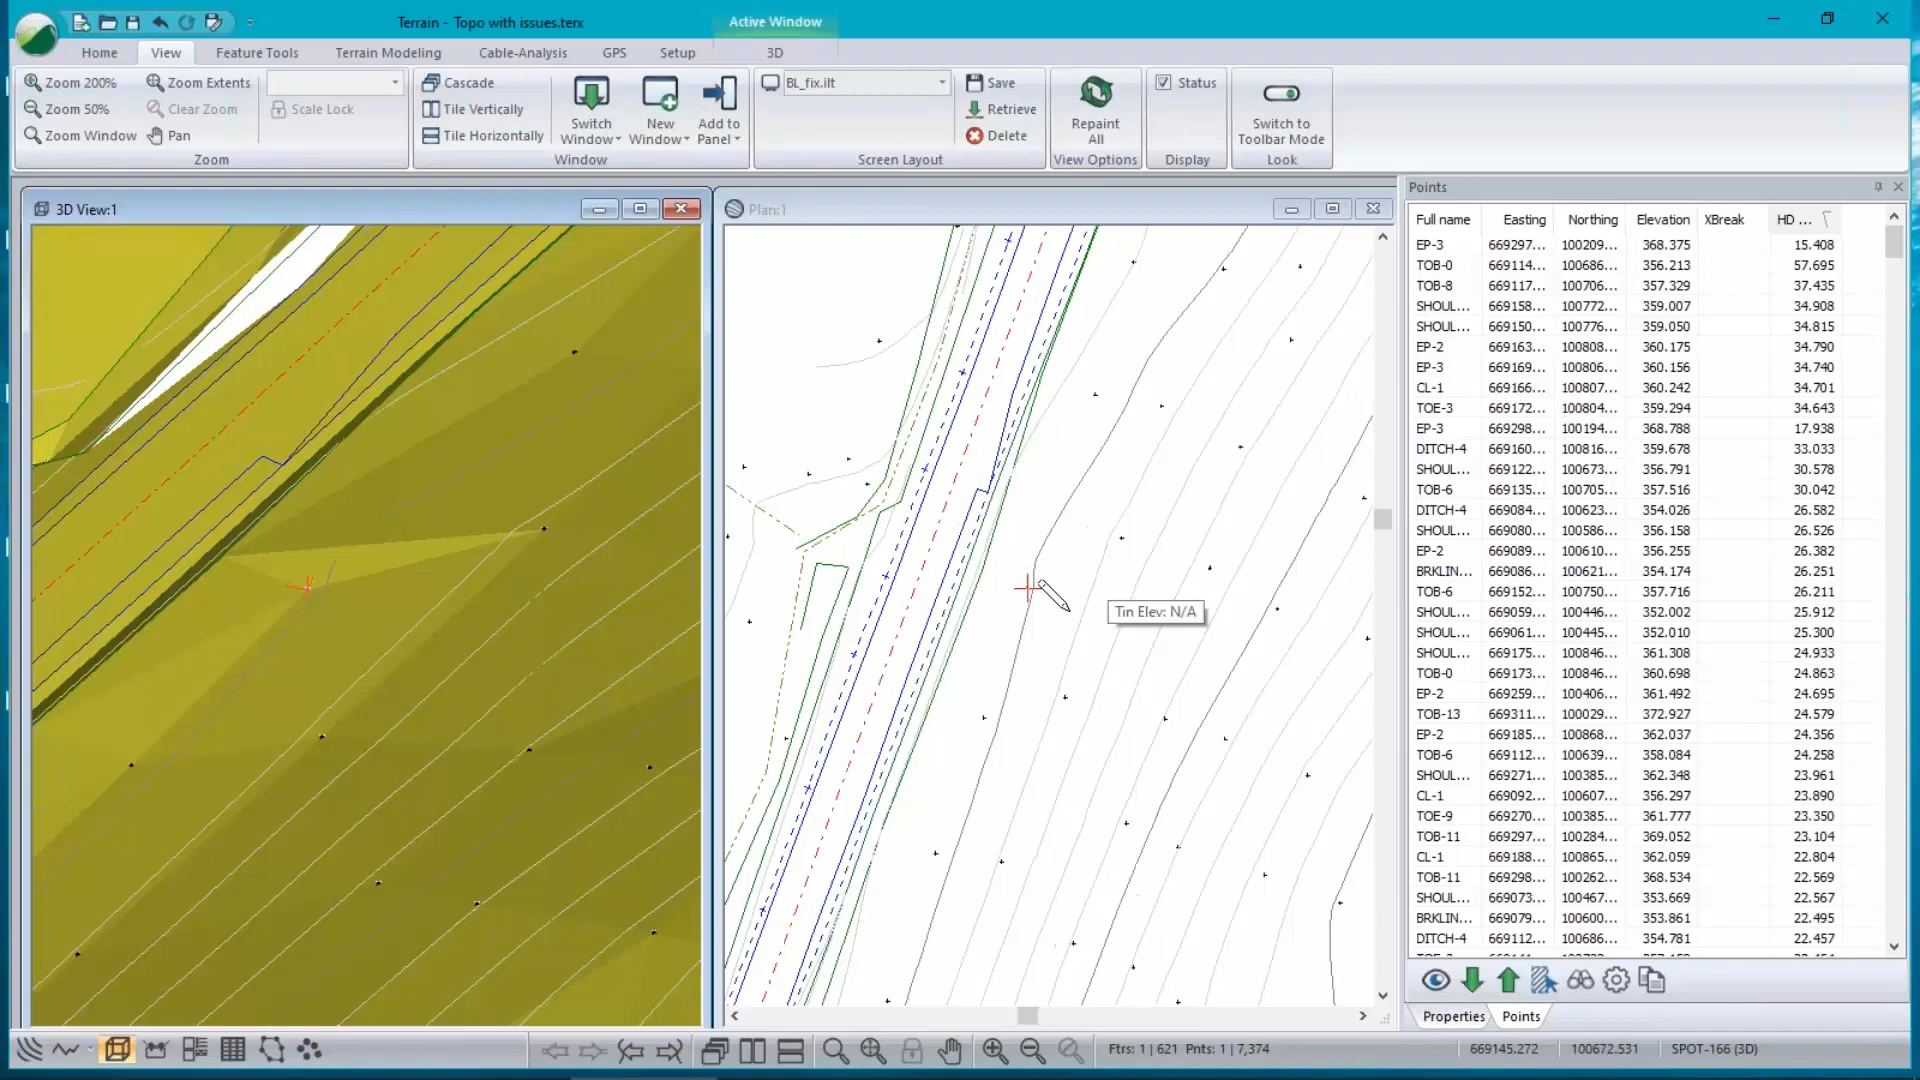 Terrain - Topo with issues.terx
Active Window
Home View Feature Tools Terrain Modeling Cable-Analysis GPS Setup 3D
Zoom 200% Zoom Extents
Zoom 50% Clear Zoom Scale Lock
Zoom Window Pan
Zoom
Cascade
Tile Vertically
Tile Horizontally
Switch Window
New Window
Add to Panel
Window
BL_fix.ilt
Save
Retrieve
Delete
Screen Layout
Repaint All
View Options
Status
Display
Switch to Toolbar Mode
Look
3D View:1
Plan:1
Tin Elev: N/A
Points
Full name Easting Northing Elevation XBreak HD ...
EP-3 669297... 100209... 368.375 15.408
TOB-0 669114... 100686... 356.213 57.695
TOB-8 669117... 100706... 357.329 37.435
SHOUL... 669158... 100772... 359.007 34.908
SHOUL... 669150... 100776... 359.050 34.815
EP-2 669163... 100808... 360.175 34.790
EP-3 669169... 100806... 360.156 34.740
CL-1 669166... 100807... 360.242 34.701
TOE-3 669172... 100804... 359.294 34.643
EP-3 669298... 100194... 368.788 17.938
DITCH-4 669160... 100816... 359.678 33.033
SHOUL... 669122... 100673... 356.791 30.578
TOB-6 669135... 100705... 357.516 30.042
DITCH-4 669084... 100623... 354.026 26.582
SHOUL... 669080... 100586... 356.158 26.526
EP-2 669089... 100610... 356.255 26.382
BRKLIN... 669086... 100621... 354.174 26.251
TOB-6 669152... 100750... 357.716 26.211
SHOUL... 669059... 100446... 352.002 25.912
SHOUL... 669061... 100445... 352.010 25.300
SHOUL... 669175... 100846... 361.308 24.933
TOB-0 669173... 100846... 360.698 24.863
EP-2 669259... 100406... 361.492 24.695
TOB-13 669311... 100029... 372.927 24.579
EP-2 669185... 100868... 362.037 24.356
TOB-6 669112... 100639... 358.084 24.258
SHOUL... 669271... 100385... 362.348 23.961
CL-1 669092... 100607... 356.297 23.890
TOE-9 669270... 100385... 361.777 23.350
TOB-11 669297... 100284... 369.052 23.104
CL-1 669188... 100865... 362.059 22.804
TOB-11 669298... 100262... 368.534 22.569
SHOUL... 669073... 100467... 353.669 22.567
BRKLIN... 669079... 100600... 353.861 22.495
DITCH-4 669112... 100686... 354.781 22.457
Properties Points
Ftrs: 1 | 621 Pnts: 1 | 7,374 669145.272 100672.531 SPOT-166 (3D)